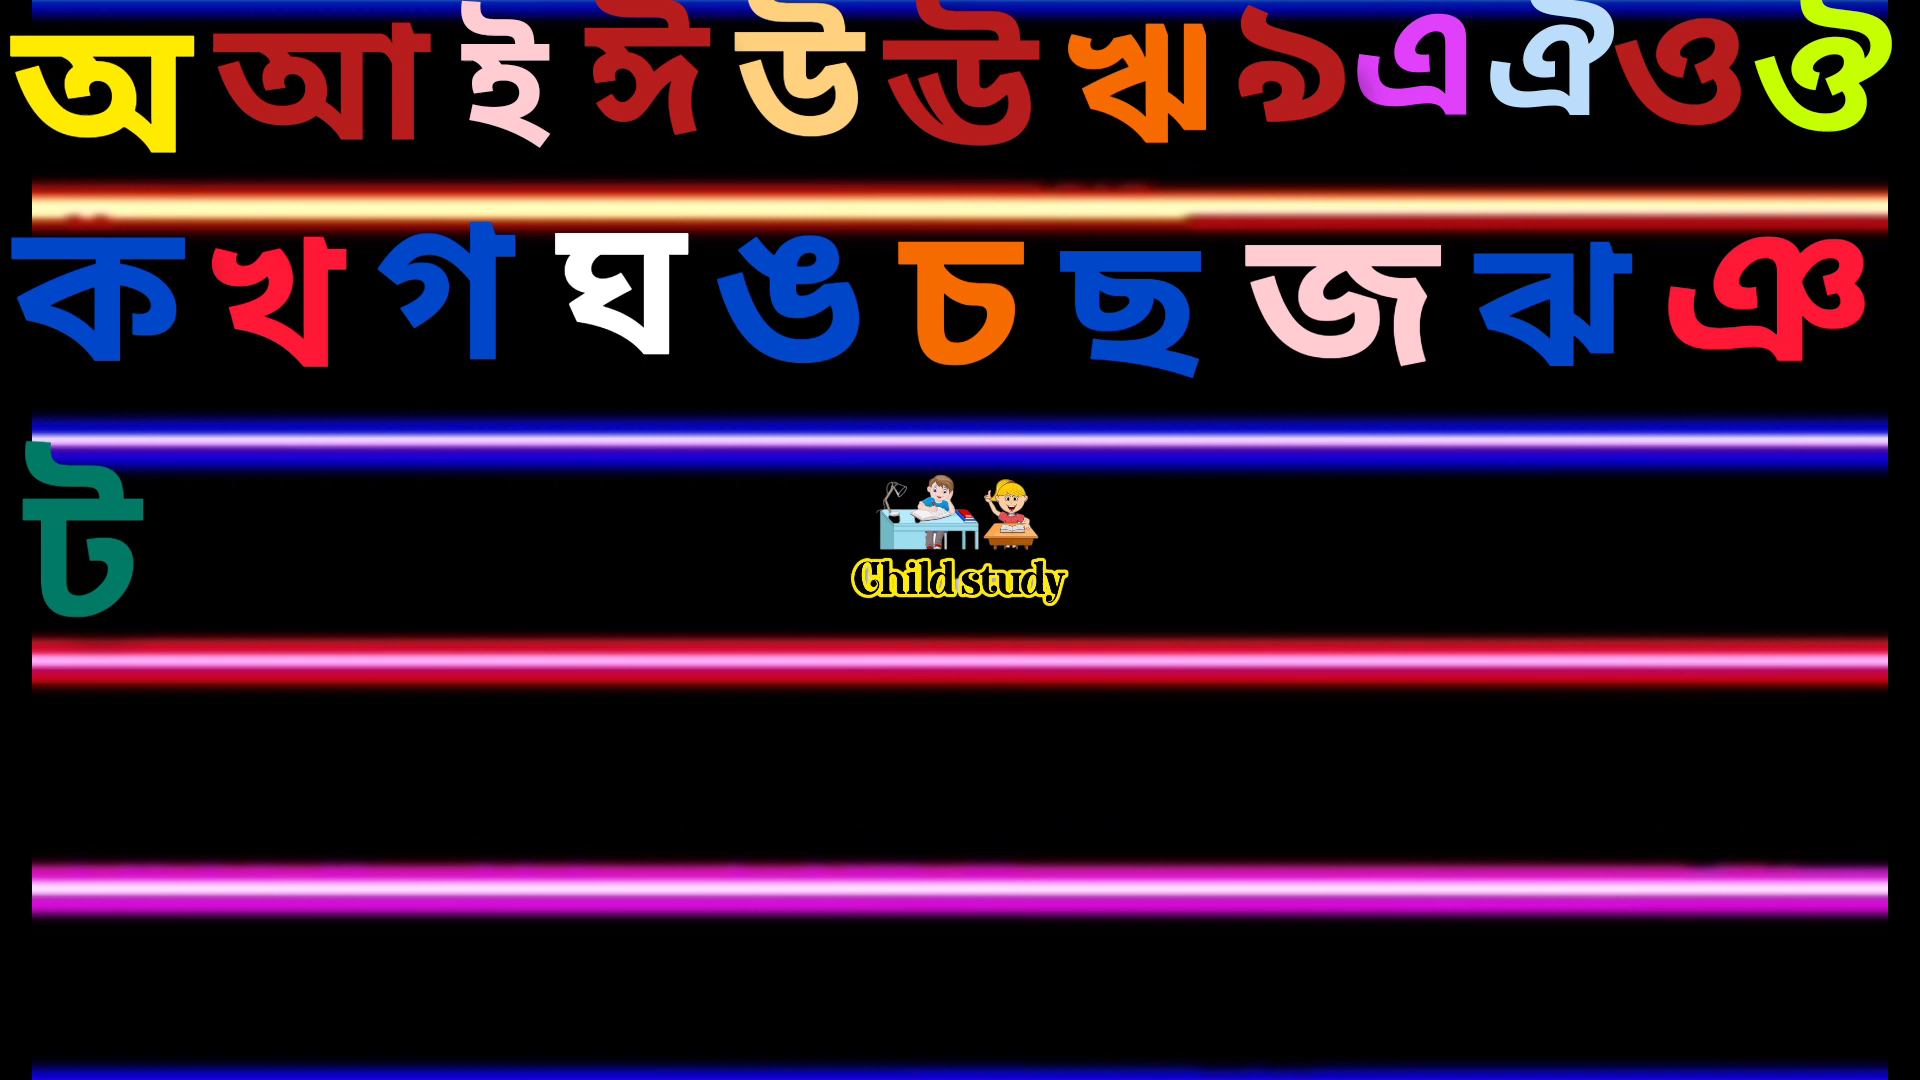 অ আ ই ঈ উ ঊ ঋ ৯ এ ঐ ও ঔ
ক খ গ ঘ ঙ চ ছ জ ঝ ঞ
ট
Child study